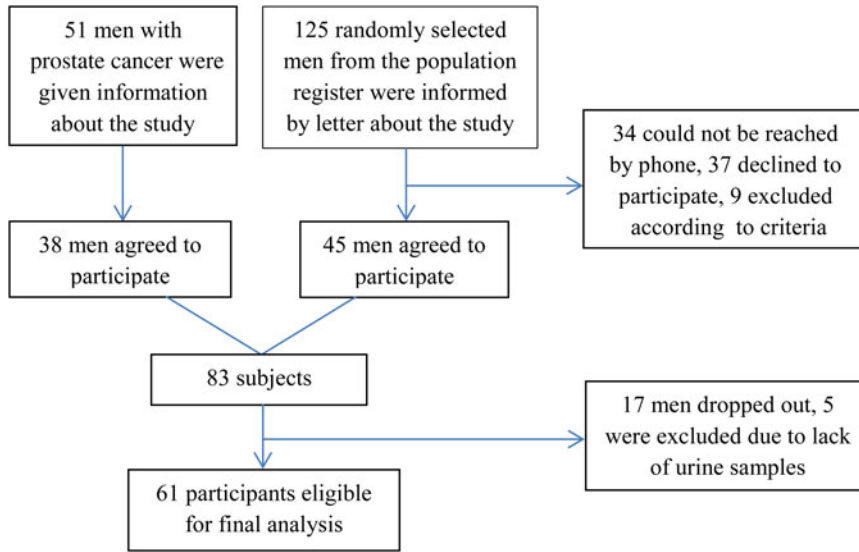 51 men with
prostate cancer were
given information
about the study
125 randomly selected
men from the population
register were informed
by letter about the study
34 could not be reached
by phone, 37 declined to
participate, 9 excluded
according to criteria
38 men agreed to
participate
45 men agreed to
participate
83 subjects
17 men dropped out, 5
were excluded due to lack
of urine samples
61 participants eligible
for final analysis